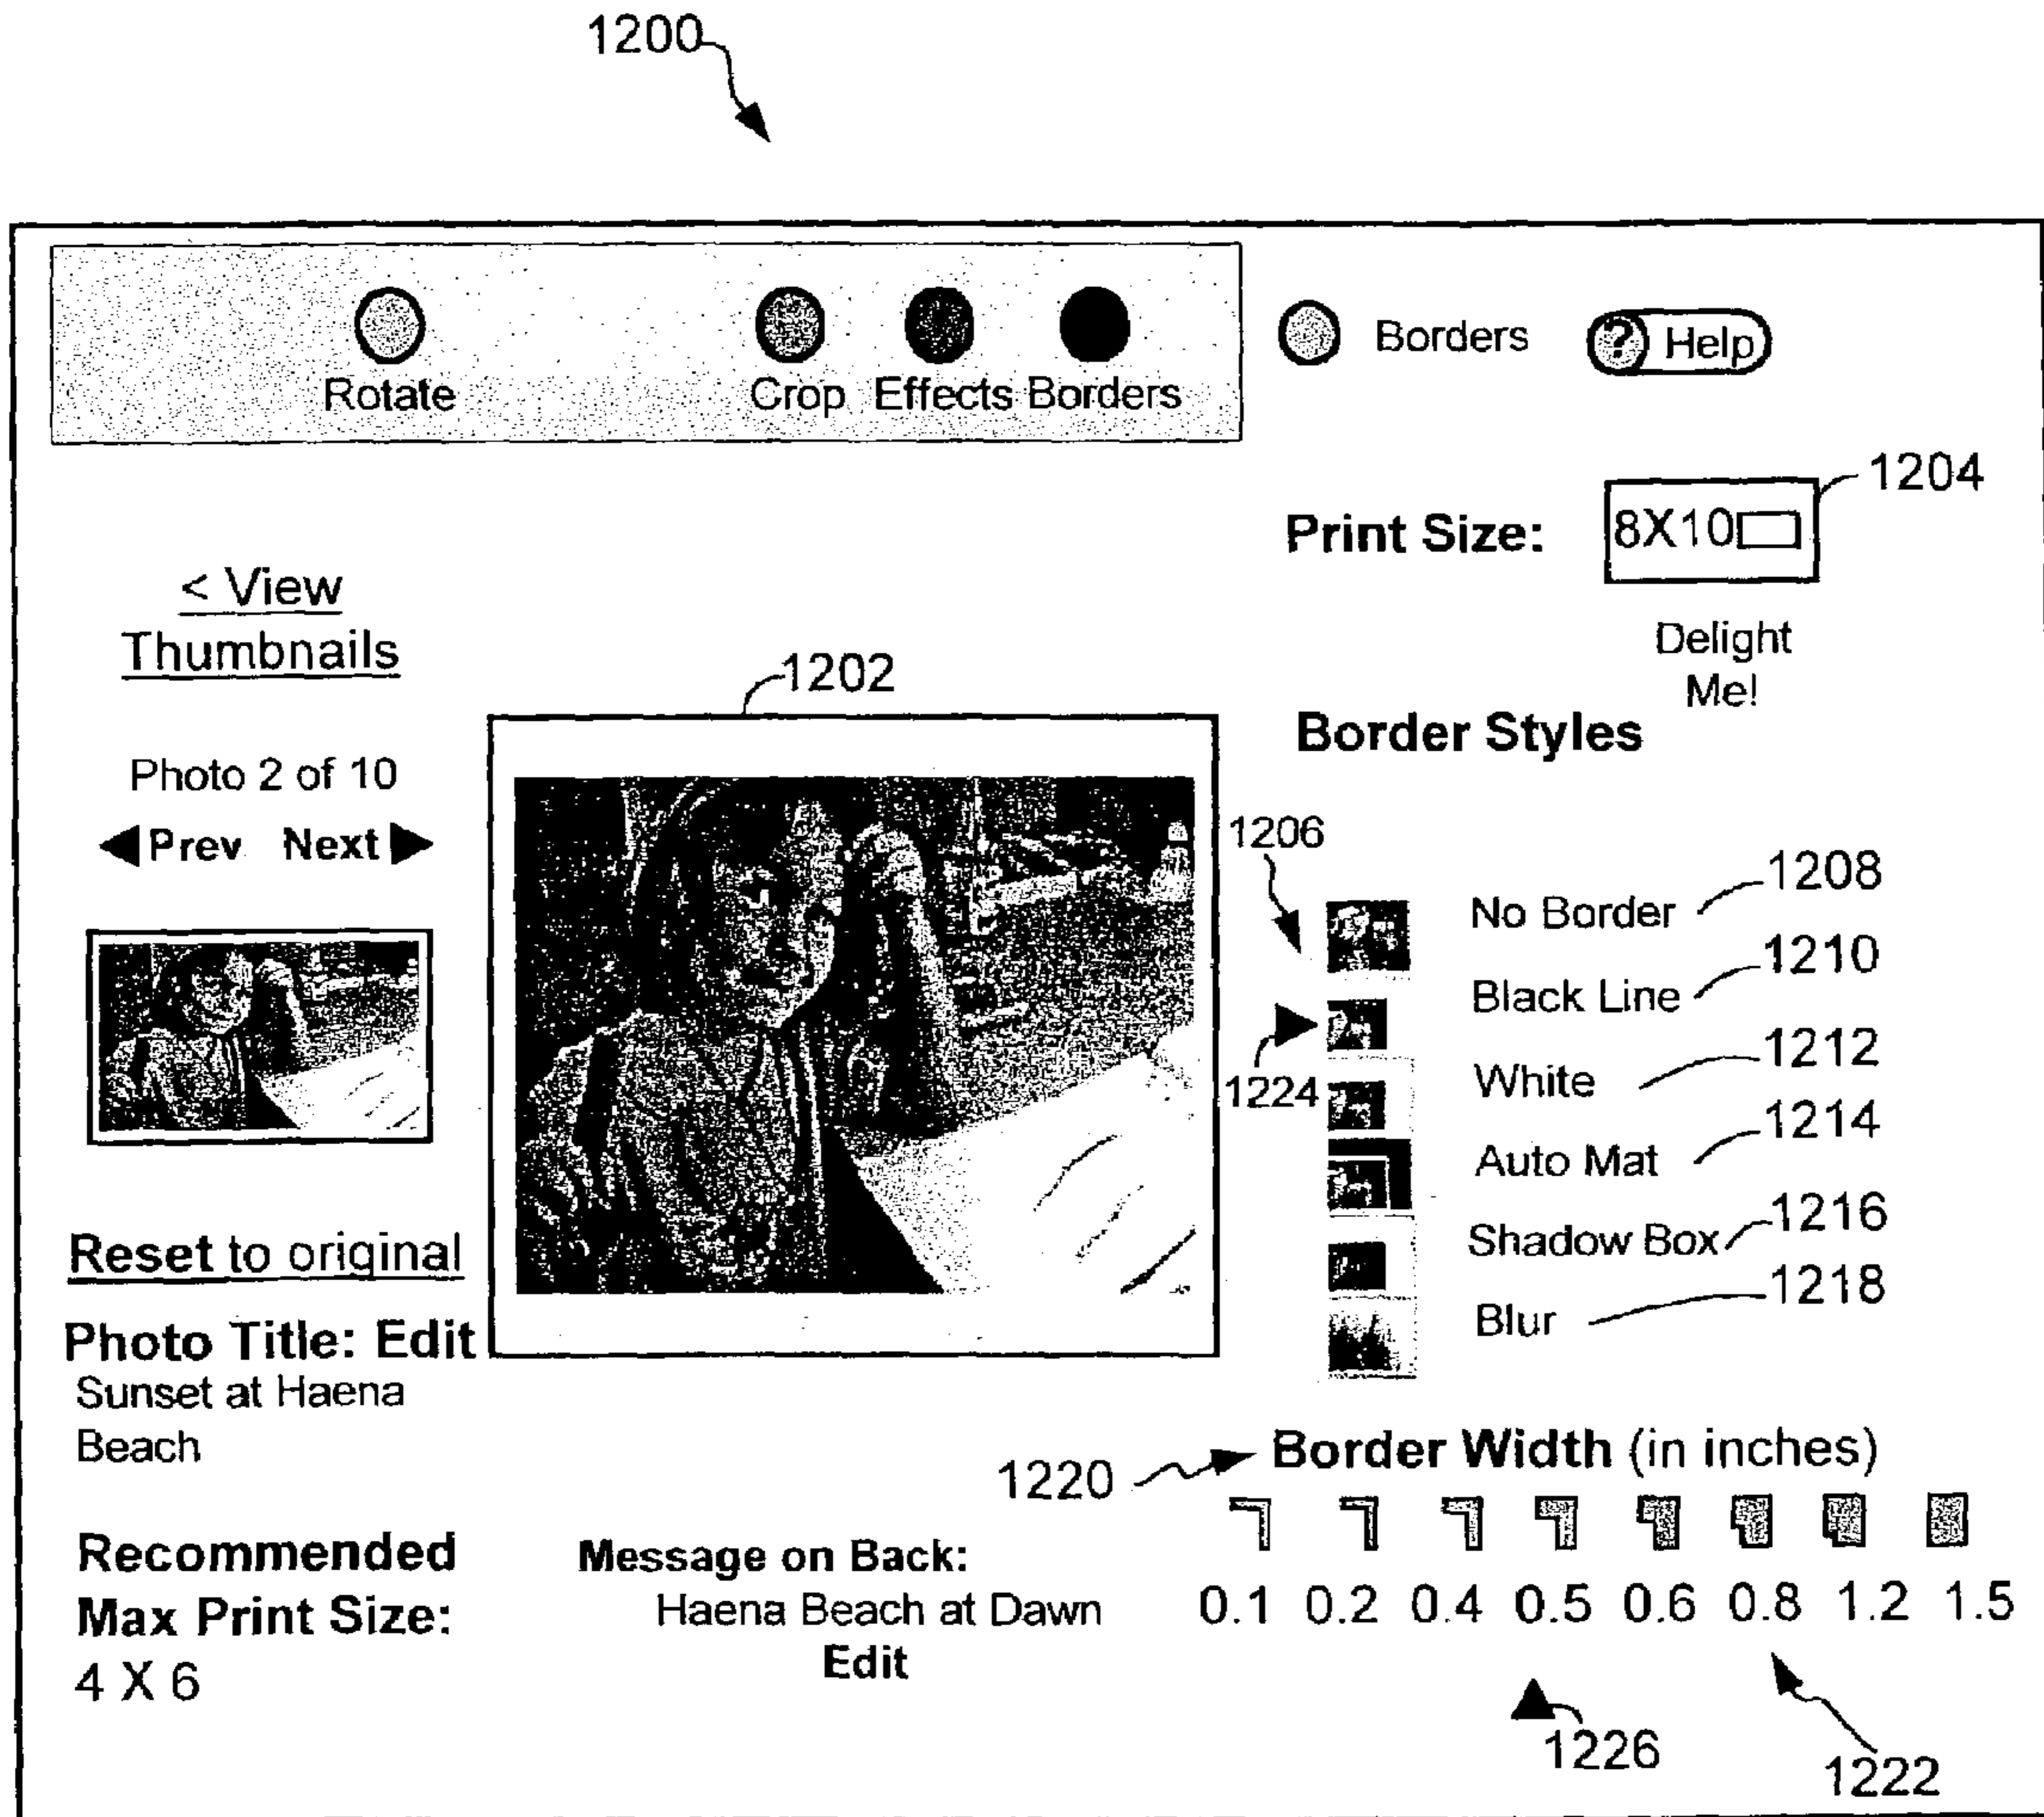 1200
Rotate Crop Effects Borders
Borders
? Help
Print Size: 8X10
1204
Delight
Me!
< View
Thumbnails
Photo 2 of 10
Prev Next
Reset to original
Photo Title: Edit
Sunset at Haena
Beach
Recommended
Max Print Size:
4 X 6
1202
Message on Back:
Haena Beach at Dawn
Edit
Border Styles
1206
1224
No Border 1208
Black Line 1210
White 1212
Auto Mat 1214
Shadow Box 1216
Blur 1218
1220 Border Width (in inches)
0.1 0.2 0.4 0.5 0.6 0.8 1.2 1.5
1226
1222